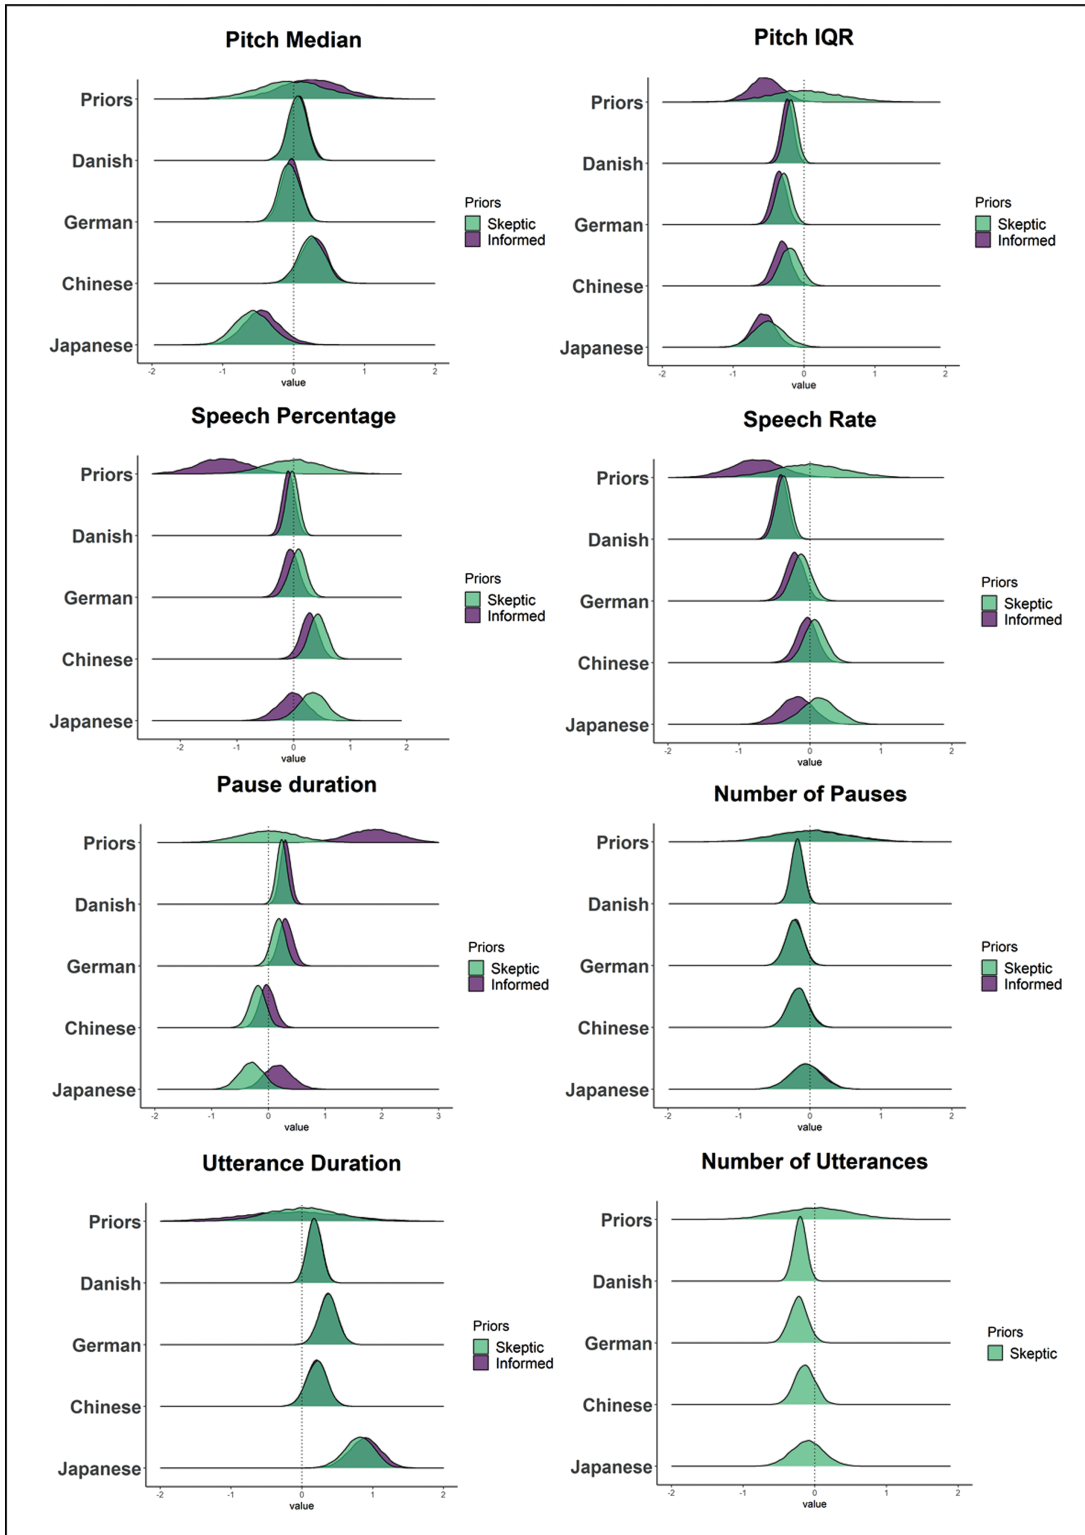 Pitch Median
Priors
Danish
German
Chinese
Japanese
-2 -1 0 1 2
value
Priors
Skeptic
Informed
Pitch IQR
Priors
Danish
German
Chinese
Japanese
-2 -1 0 1 2
value
Priors
Skeptic
Informed
Speech Percentage
Priors
Danish
German
Chinese
Japanese
-2 -1 0 1 2
value
Priors
Skeptic
Informed
Speech Rate
Priors
Danish
German
Chinese
Japanese
-2 -1 0 1 2
value
Priors
Skeptic
Informed
Pause duration
Priors
Danish
German
Chinese
Japanese
-2 -1 0 1 2 3
value
Priors
Skeptic
Informed
Number of Pauses
Priors
Danish
German
Chinese
Japanese
-2 -1 0 1 2
value
Priors
Skeptic
Informed
Utterance Duration
Priors
Danish
German
Chinese
Japanese
-2 -1 0 1 2
value
Priors
Skeptic
Informed
Number of Utterances
Priors
Danish
German
Chinese
Japanese
-2 -1 0 1 2
value
Priors
Skeptic